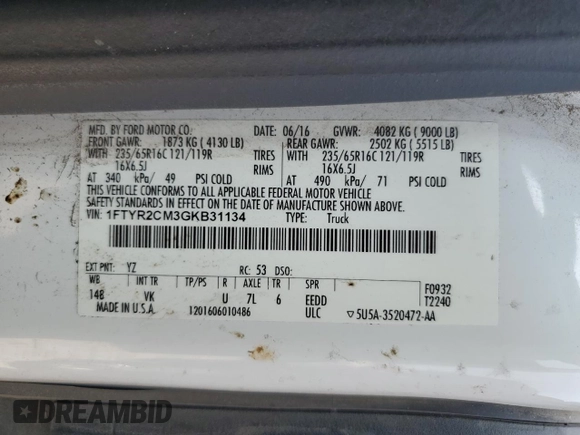 MFD. BY FORD MOTOR CO. DATE: 06/16 GVWR: 4082 KG ( 9000 LB)
FRONT GAWR: 1873 KG ( 4130 LB) REAR GAWR: 2502 KG ( 5515 LB)
WITH 235/65R16C 121/119R TIRES WITH 235/65R16C 121/119R TIRES
16X6.5J RIMS 16X6.5J RIMS
AT 340 kPa/ 49 PSI COLD AT 490 kPa/ 71 PSI COLD
THIS VEHICLE CONFORMS TO ALL APPLICABLE FEDERAL MOTOR VEHICLE
SAFETY STANDARDS IN EFFECT ON THE DATE OF MANUFACTURE SHOWN ABOVE.
VIN: 1FTYR2CM3GKB31134 TYPE: Truck
EXT PNT: YZ RC: 53 DSO:
WB INT TR TP/PS R AXLE TR SPR F0932
148 VK U 7L 6 EEDD T2240
MADE IN U.S.A. 1201606010486 ULC 5U5A-3520472-AA
DREAMBID